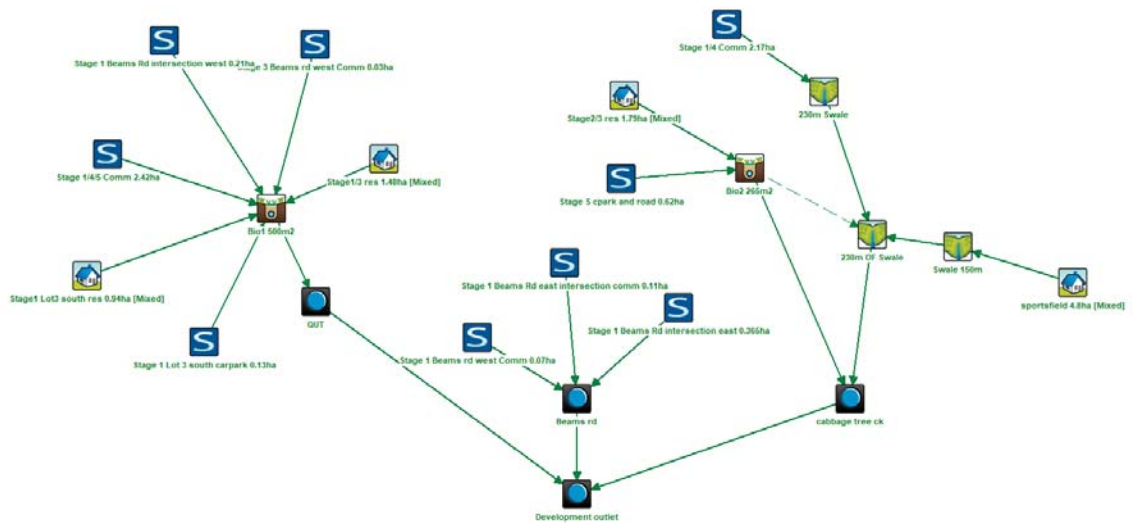 Stage 1/4 Comm 2.17ha
Stage 1 Beams Rd intersection west 0.21ha
Stage 3 Beams rd west Comm 0.03ha
230m Swale
Stage2/3 res 1.79ha [Mixed]
Stage 1/4/5 Comm 2.42ha
Stage1/3 res 1.48ha [Mixed]
Bio2 265m2
Stage 5 cpark and road 0.62ha
Bio1 500m2
230m OF Swale
Swale 150m
Stage 1 Beams Rd east intersection comm 0.11ha
Stage1 Lot3 south res 0.94ha [Mixed]
sportsfield 4.8ha [Mixed]
QUT
Stage 1 Beams Rd intersection east 0.365ha
Stage 1 Beams rd west Comm 0.07ha
Stage 1 Lot 3 south carpark 0.13ha
Beams rd
cabbage tree ck
Development outlet
S
S
S
S
S
S
S
S
S